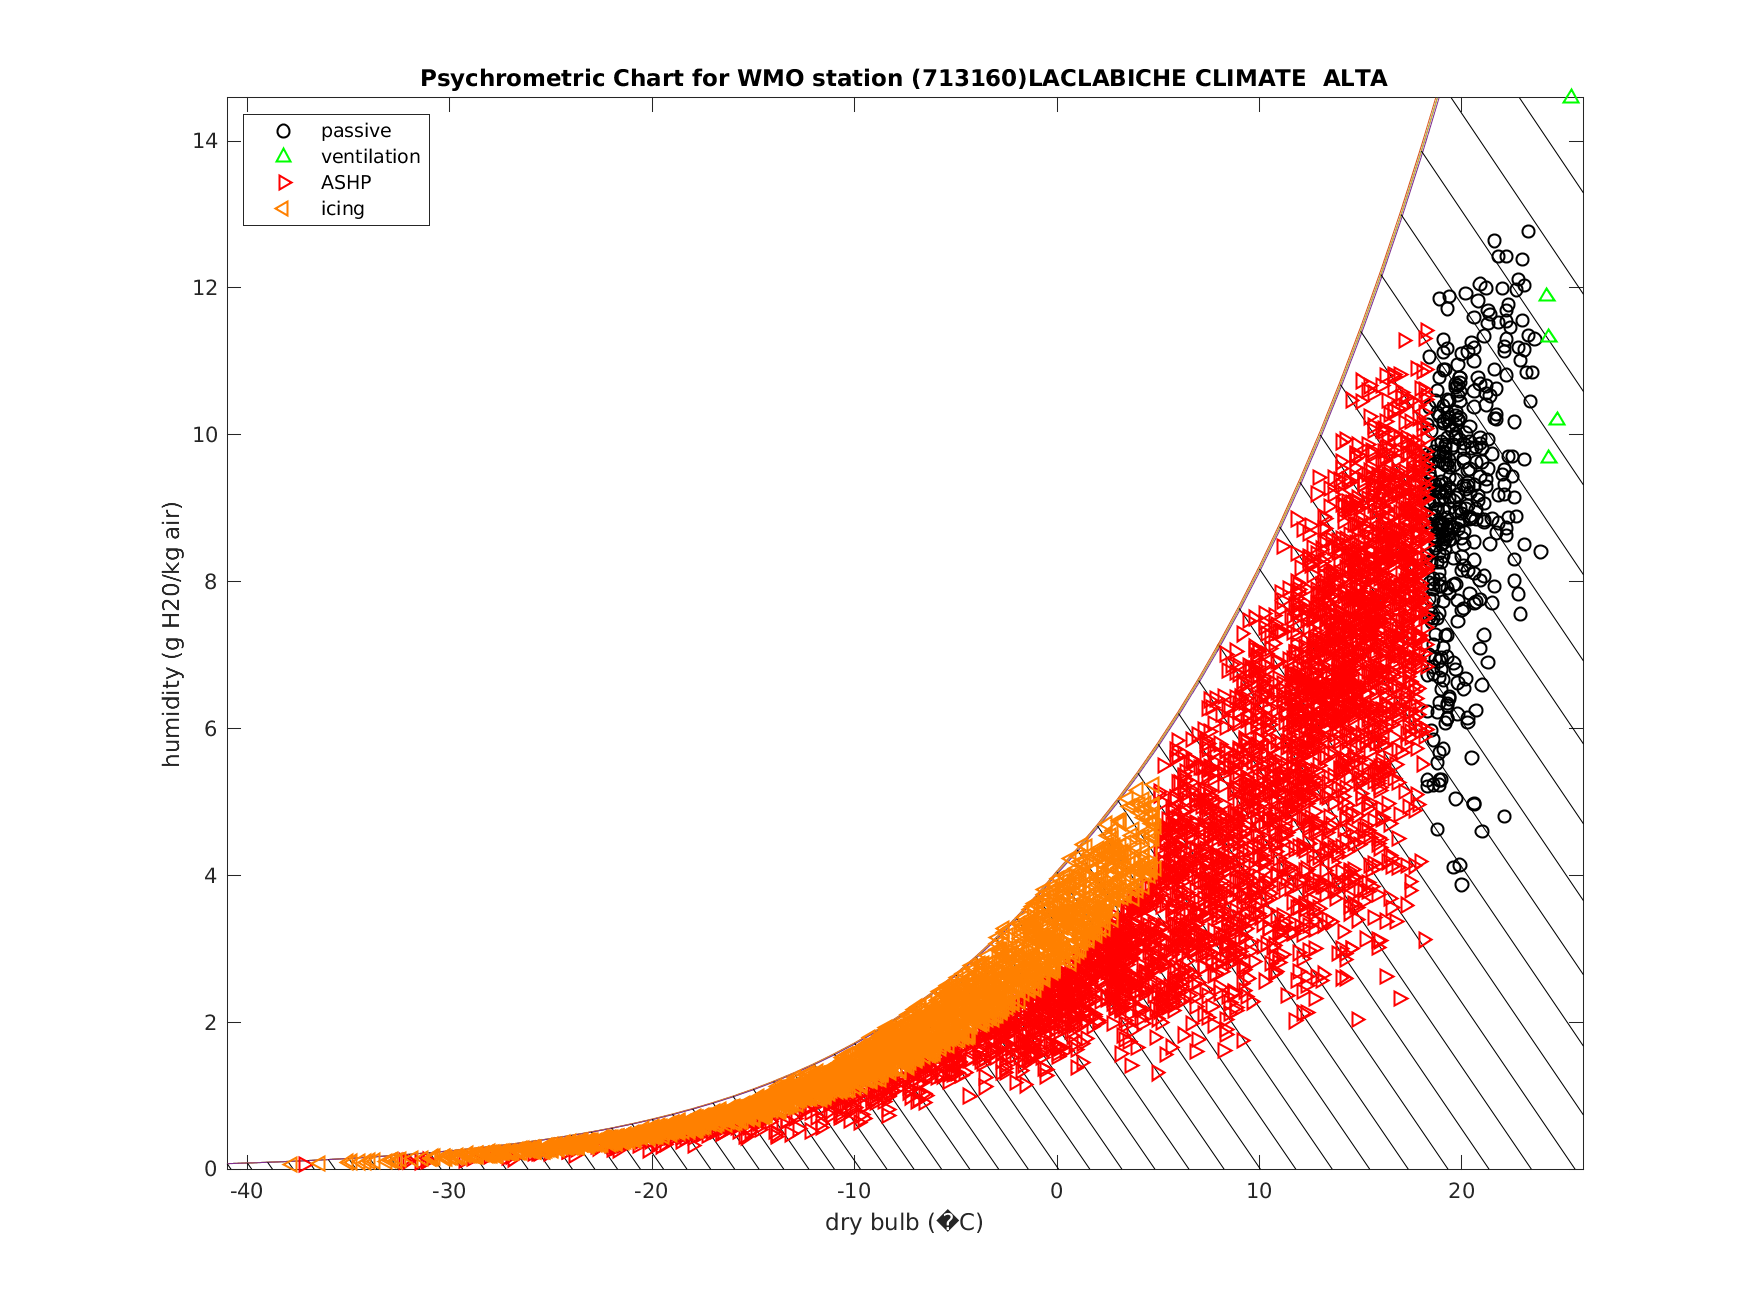 Psychrometric Chart for WMO station (713160)LACLABICHE CLIMATE  ALTA
passive
ventilation
ASHP
icing
14
12
10
8
6
4
2
0
humidity (g H20/kg air)
-40 -30 -20 -10 0 10 20
dry bulb (�C)